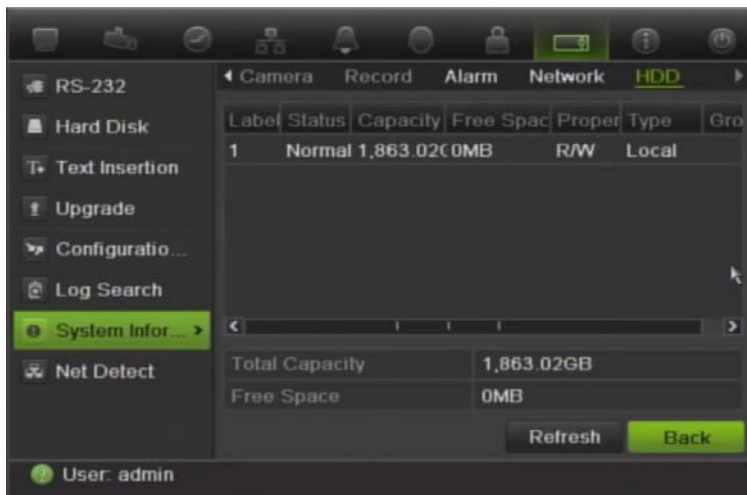 RS-232
Hard Disk
Text Insertion
Upgrade
Configuratio...
Log Search
System Infor...
Net Detect
Camera Record Alarm Network HDD
Label Status Capacity Free Spac Proper Type Gro
1 Normal 1,863.02 0MB R/W Local
Total Capacity 1,863.02GB
Free Space 0MB
Refresh Back
User: admin